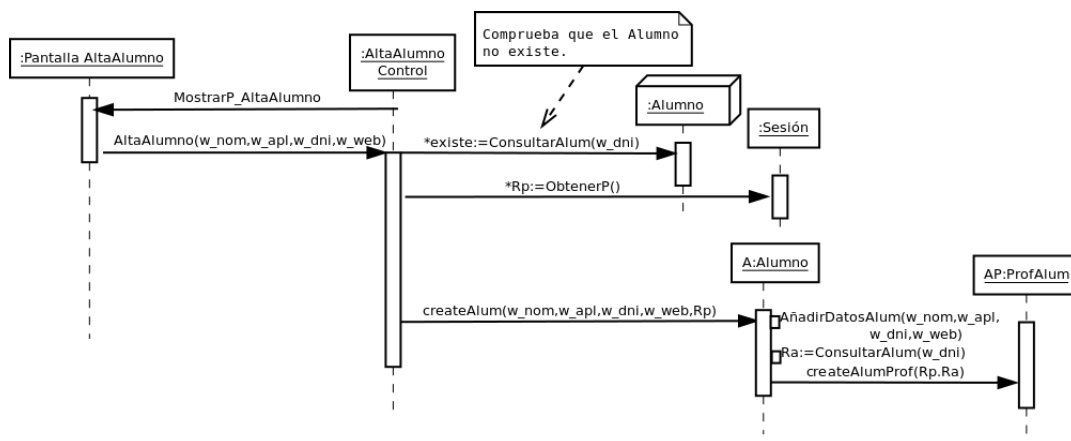 Comprueba que el Alumno
no existe.
:Pantalla AltaAlumno
:AltaAlumno
Control
:Alumno
:Sesión
MostrarP_AltaAlumno
AltaAlumno(w_nom,w_apl,w_dni,w_web)
*existe:=ConsultarAlum(w_dni)
*Rp:=ObtenerP()
A:Alumno
AP:ProfAlum
createAlum(w_nom,w_apl,w_dni,w_web,Rp)
AñadirDatosAlum(w_nom,w_apl,
w_dni,w_web)
Ra:=ConsultarAlum(w_dni)
createAlumProf(Rp.Ra)